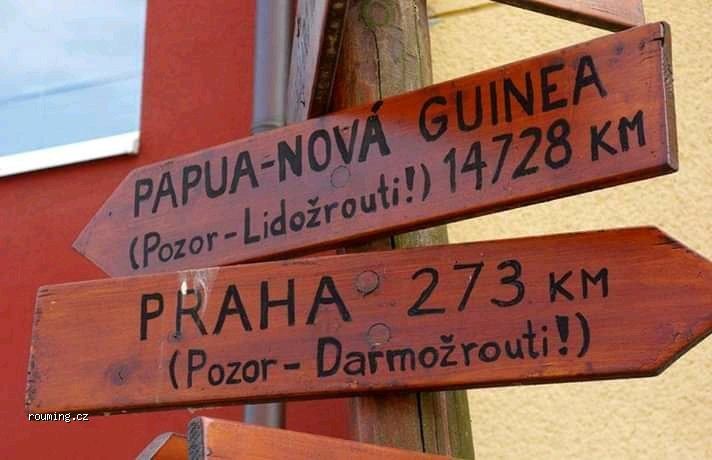 PAPUA-NOVÁ GUINEA
(Pozor-Lidožrouti!) 14728 KM
PRAHA 273 KM
(Pozor- Darmožrouti!)
rouming.cz